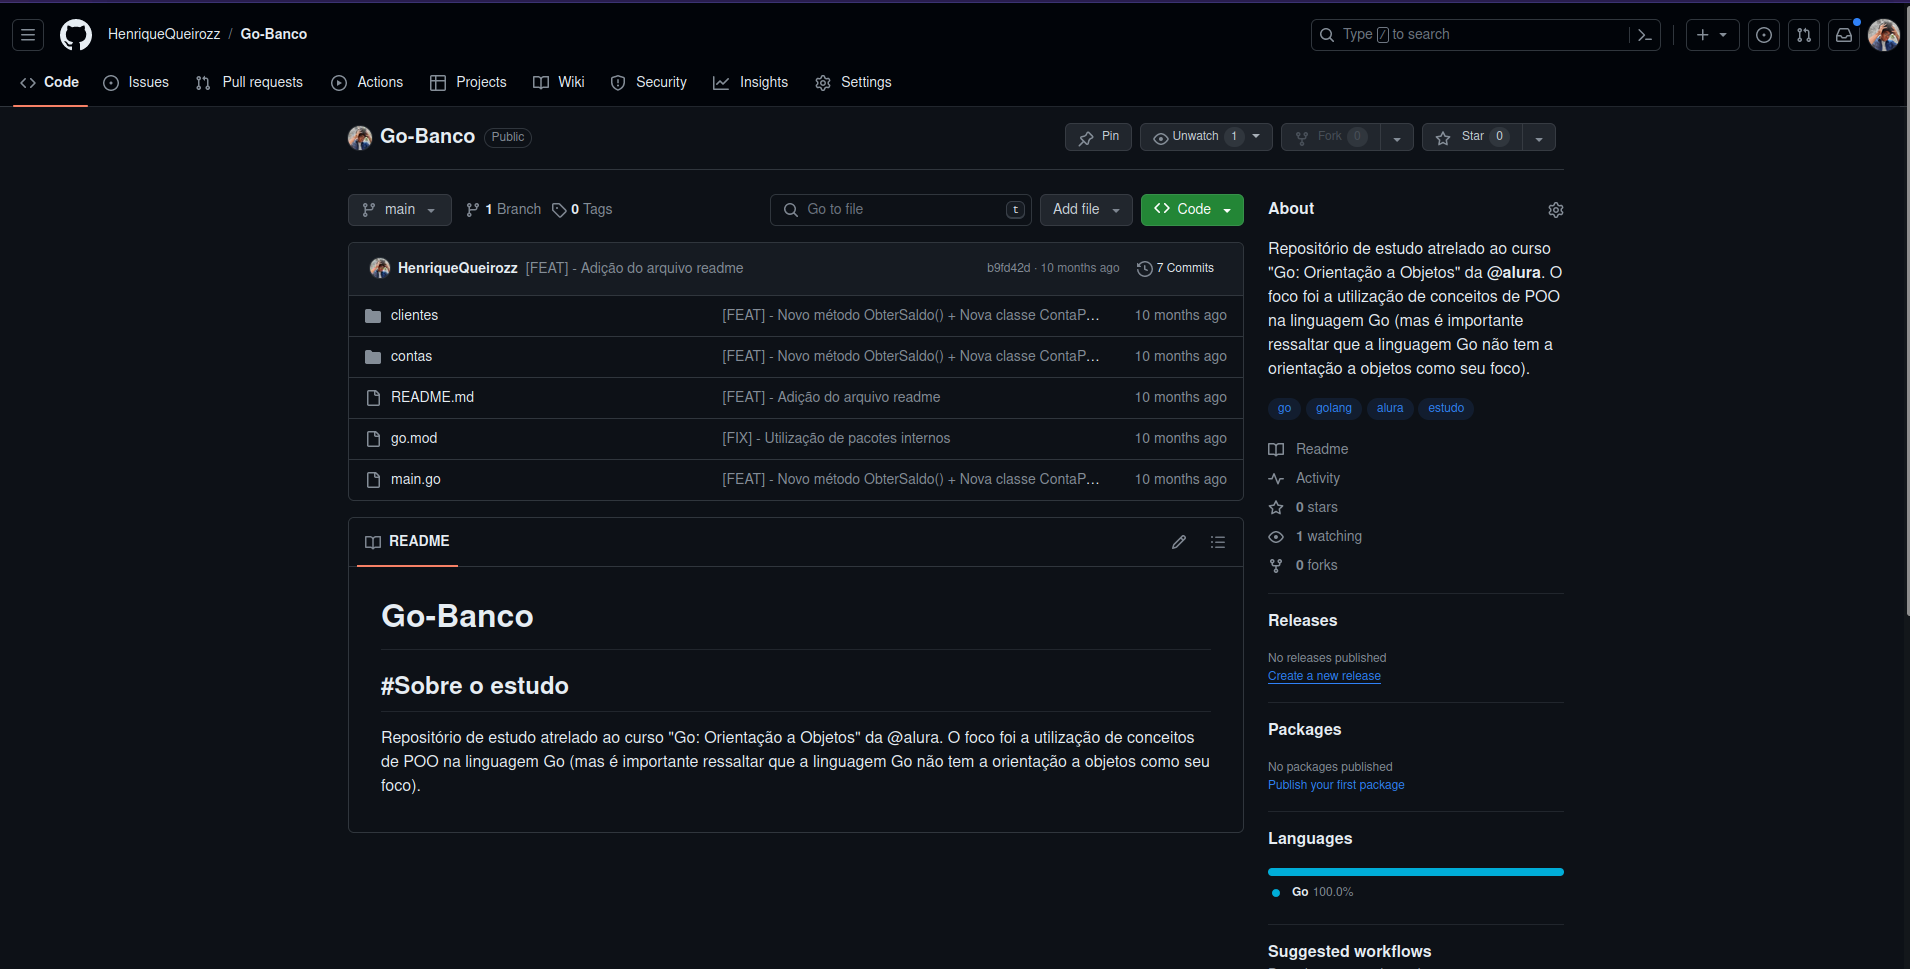 HenriqueQueirozz / Go-Banco
Type / to search
Code Issues Pull requests Actions Projects Wiki Security Insights Settings
Go-Banco Public
Pin Unwatch 1 Fork 0 Star 0
main 1 Branch 0 Tags Go to file t Add file Code
HenriqueQueirozz [FEAT] - Adição do arquivo readme b9fd42d · 10 months ago 7 Commits
clientes [FEAT] - Novo método ObterSaldo() + Nova classe ContaP... 10 months ago
contas [FEAT] - Novo método ObterSaldo() + Nova classe ContaP... 10 months ago
README.md [FEAT] - Adição do arquivo readme 10 months ago
go.mod [FIX] - Utilização de pacotes internos 10 months ago
main.go [FEAT] - Novo método ObterSaldo() + Nova classe ContaP... 10 months ago
README
Go-Banco
#Sobre o estudo
Repositório de estudo atrelado ao curso "Go: Orientação a Objetos" da @alura. O foco foi a utilização de conceitos
de POO na linguagem Go (mas é importante ressaltar que a linguagem Go não tem a orientação a objetos como seu
foco).
About
Repositório de estudo atrelado ao curso
"Go: Orientação a Objetos" da @alura. O
foco foi a utilização de conceitos de POO
na linguagem Go (mas é importante
ressaltar que a linguagem Go não tem a
orientação a objetos como seu foco).
go golang alura estudo
Readme
Activity
0 stars
1 watching
0 forks
Releases
No releases published
Create a new release
Packages
No packages published
Publish your first package
Languages
Go 100.0%
Suggested workflows